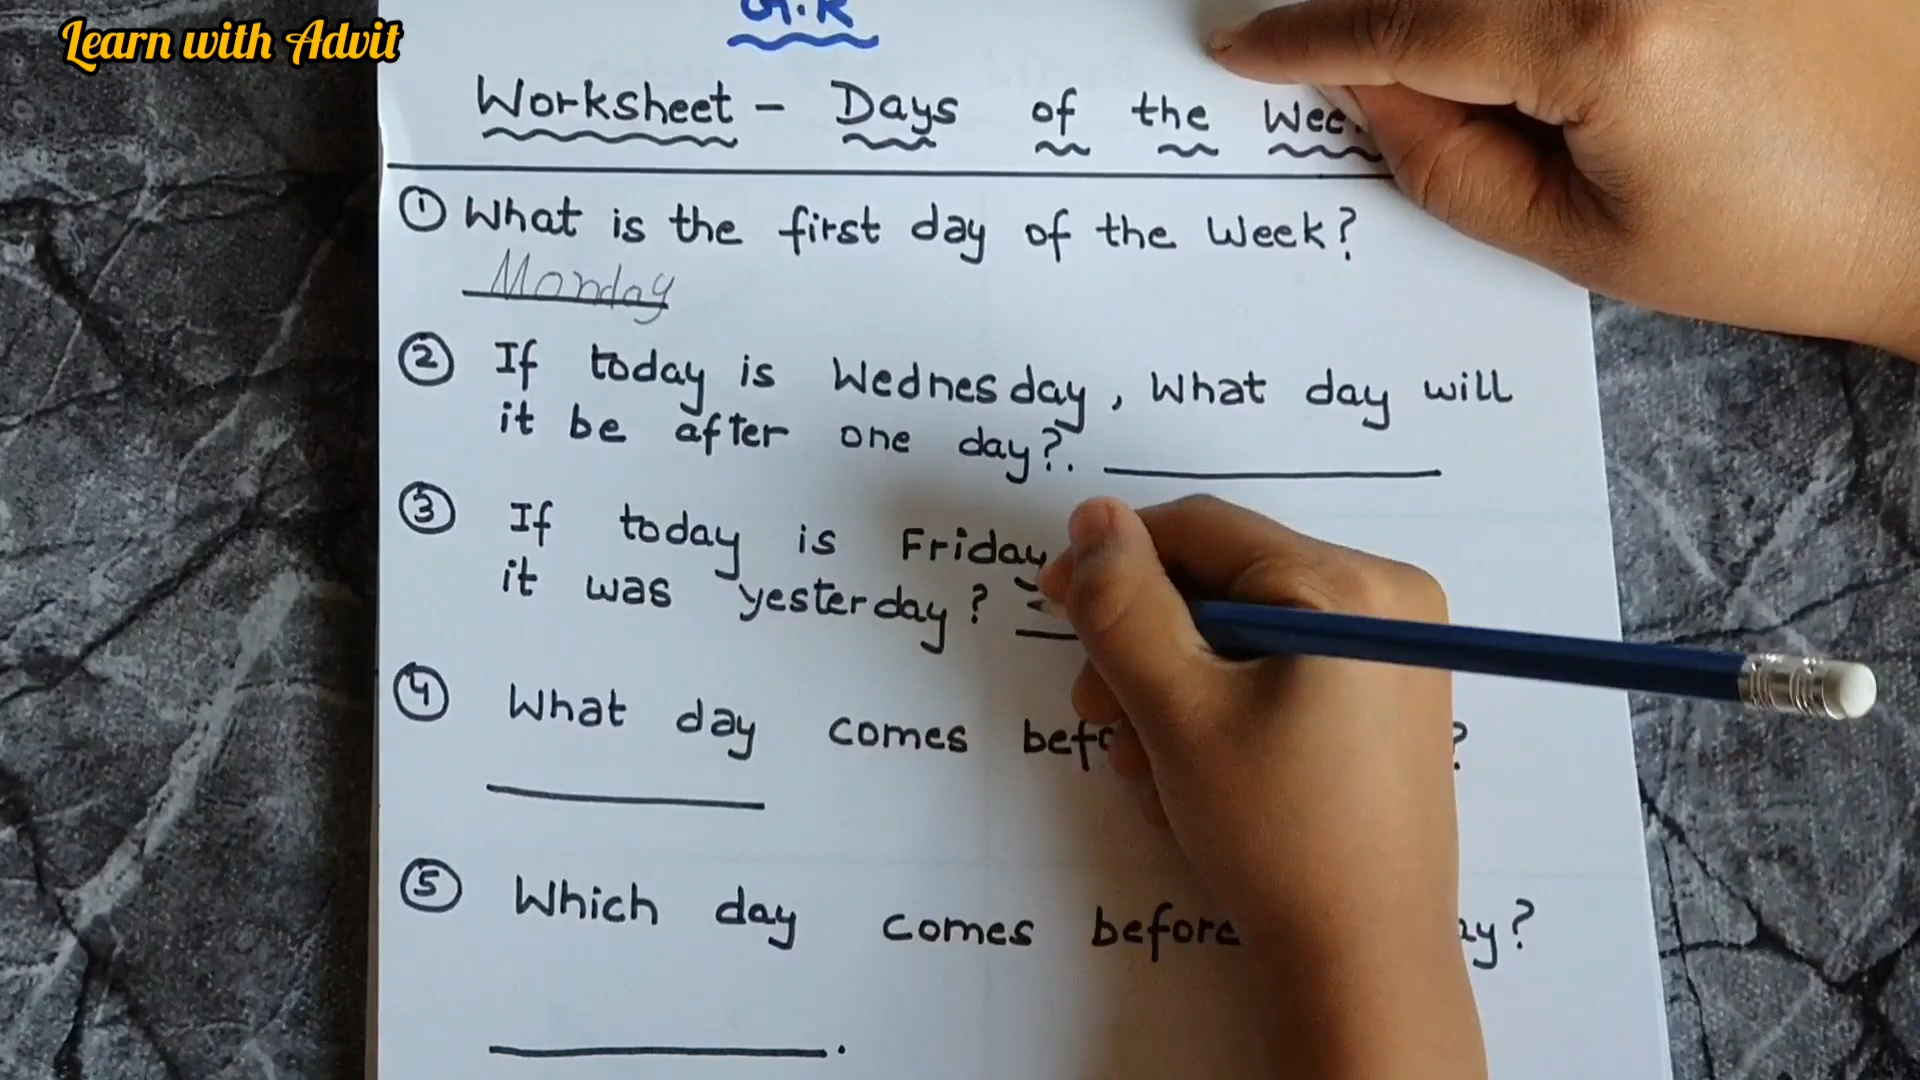 Learn with Advit
G.K
Worksheet - Days of the
① What is the first day of the Week?
Monday
② If today is Wednesday, What day will
it be after one day?.
③ If today is Friday
it was yesterday?
④ What day comes ?
⑤ Which day comes before ?